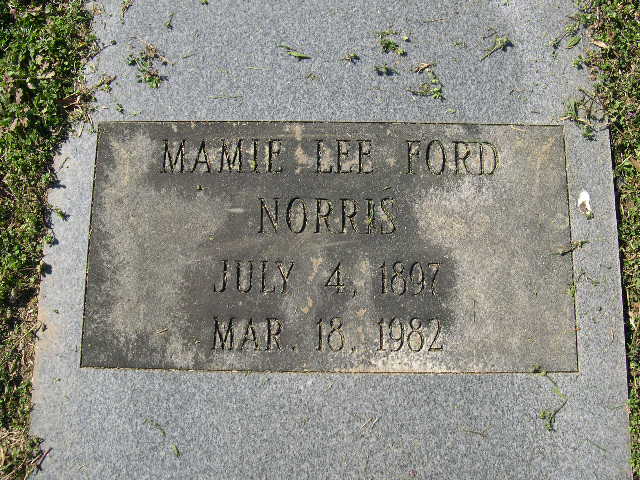 MAMIE LEE FORD
NORRIS
JULY 4, 1897
MAR. 18, 1982